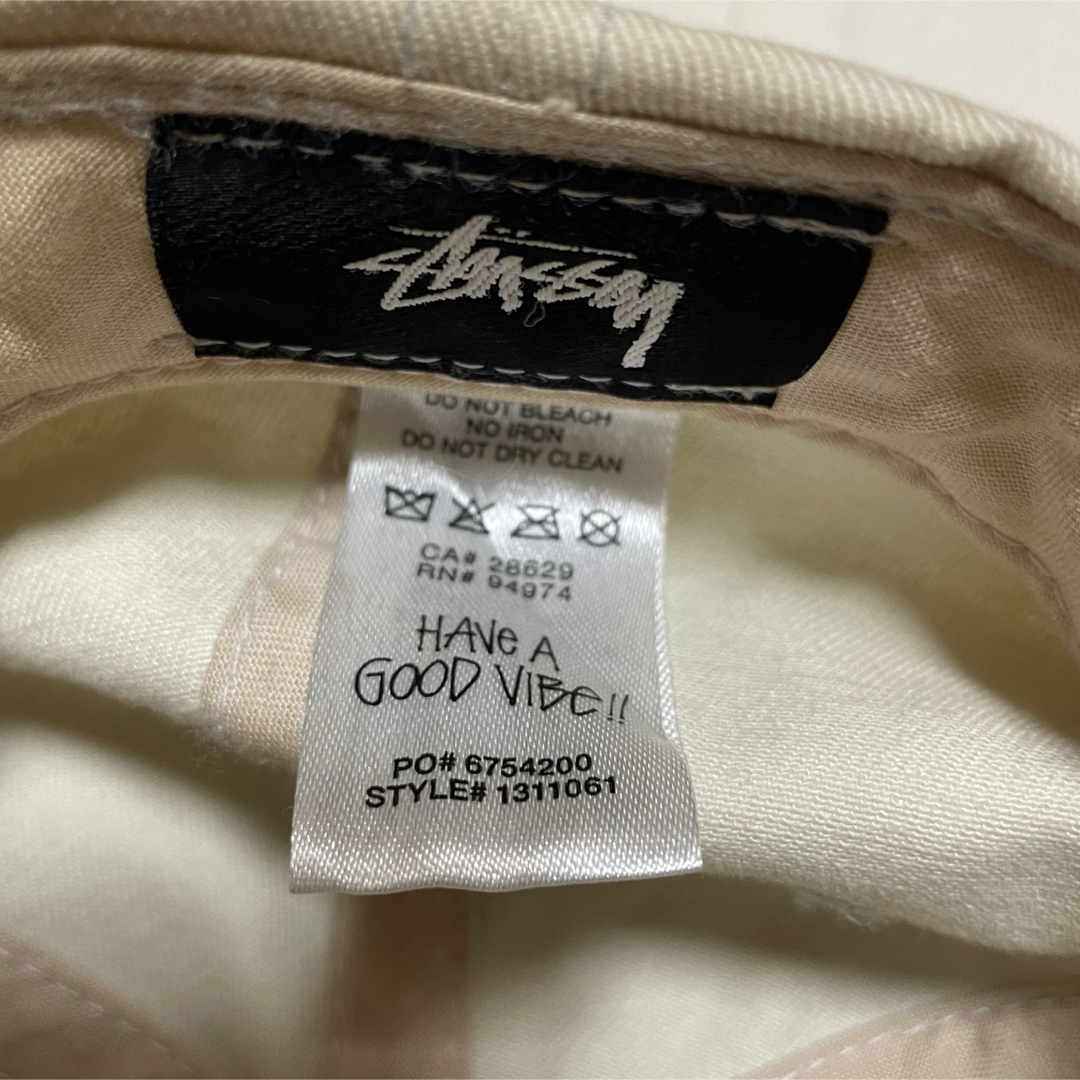 Stüssy
DO NOT BLEACH
NO IRON
DO NOT DRY CLEAN
CA# 28629
RN# 94974
HAVe A
GOOD VIBe!!
PO# 6754200
STYLE# 1311061